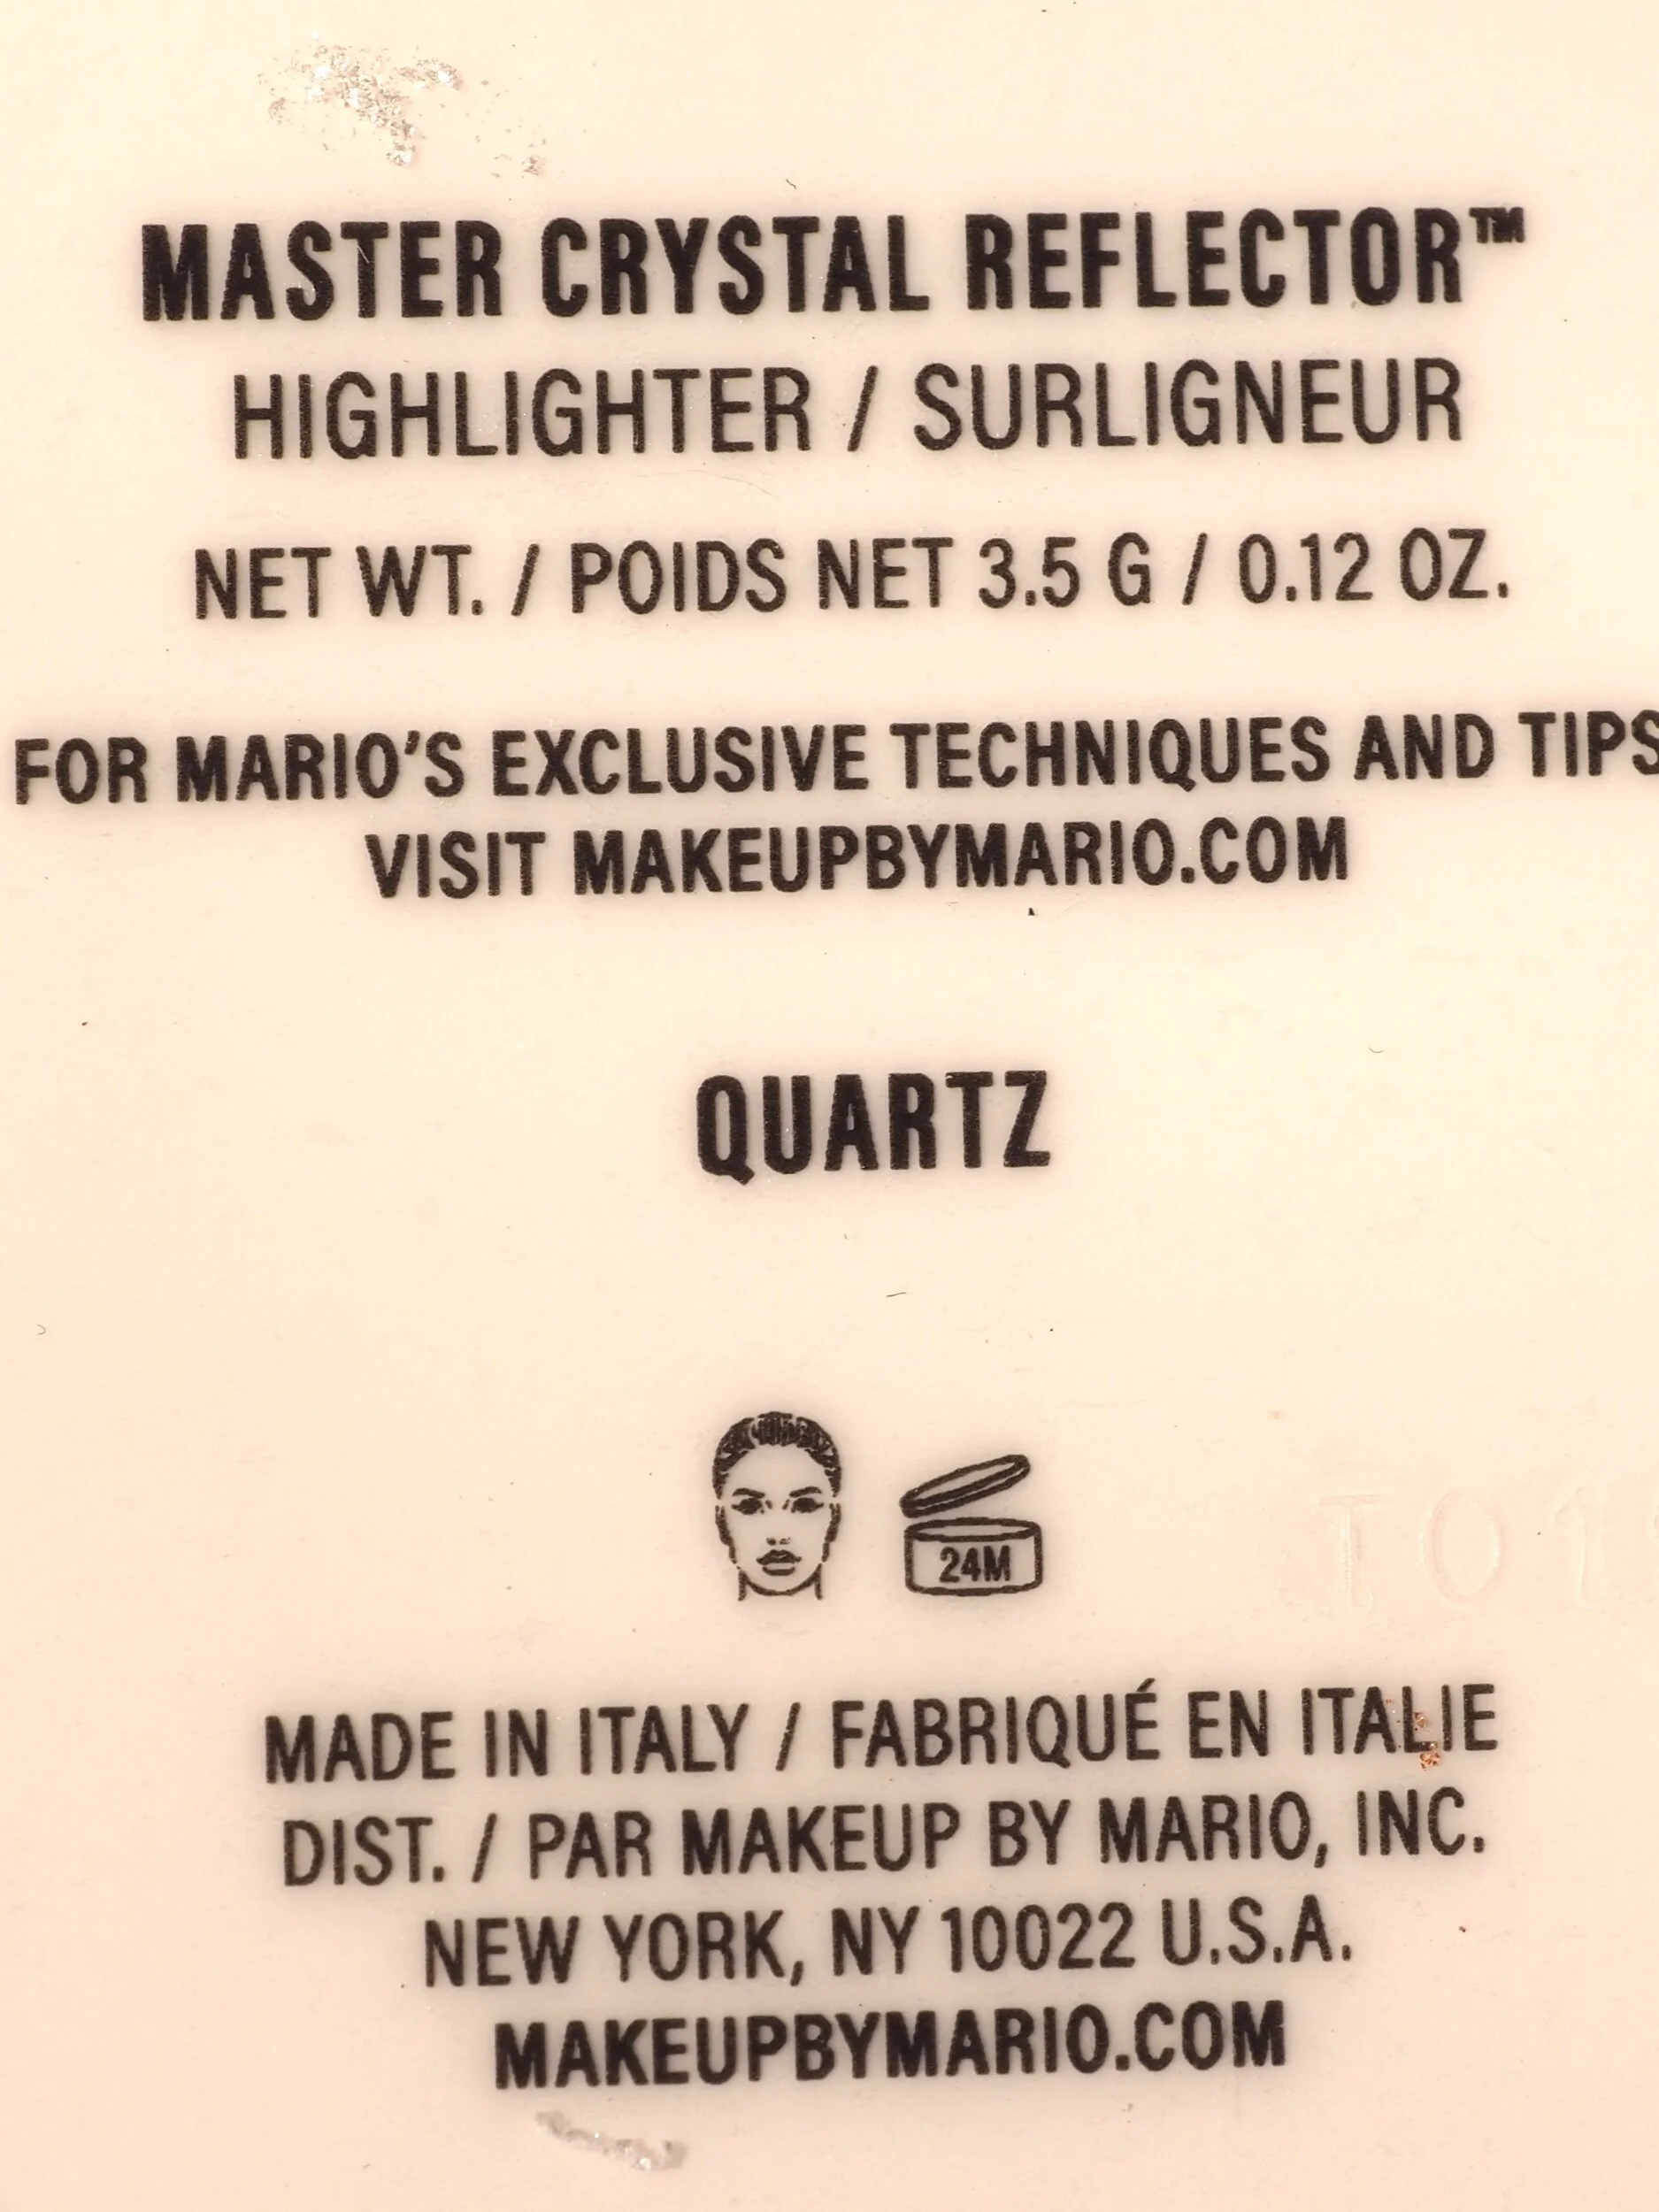 MASTER CRYSTAL REFLECTOR™
HIGHLIGHTER / SURLIGNEUR
NET WT. / POIDS NET 3.5 G / 0.12 OZ.
FOR MARIO'S EXCLUSIVE TECHNIQUES AND TIPS
VISIT MAKEUPBYMARIO.COM
QUARTZ
24M
MADE IN ITALY / FABRIQUÉ EN ITALIE
DIST. / PAR MAKEUP BY MARIO, INC.
NEW YORK, NY 10022 U.S.A.
MAKEUPBYMARIO.COM